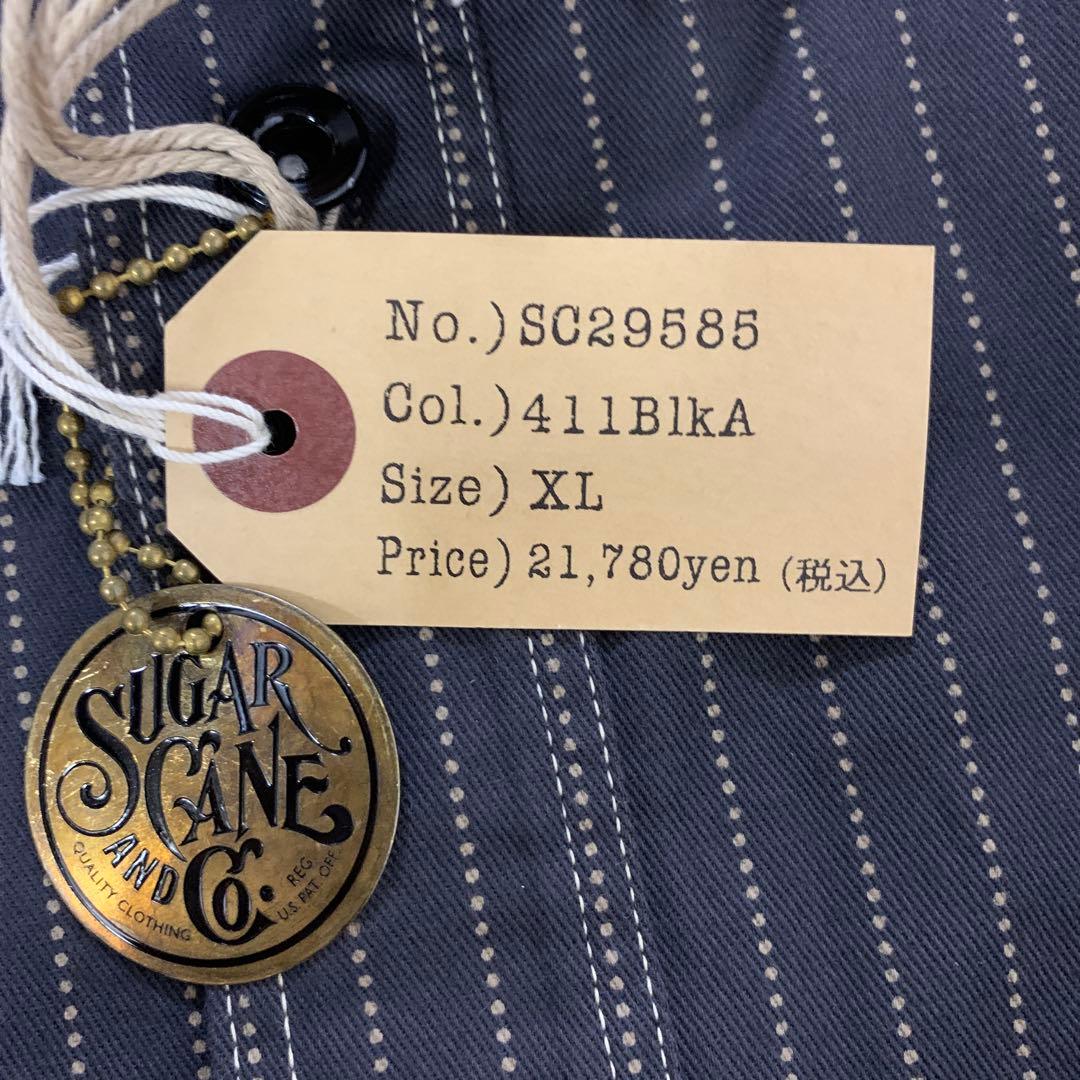 No.) SC29585
Col.) 411BlkA
Size) XL
Price) 21,780yen (税込)
SUGAR
CANE
AND
Co.
QUALITY CLOTHING
REG.
U.S. PAT. OFF.